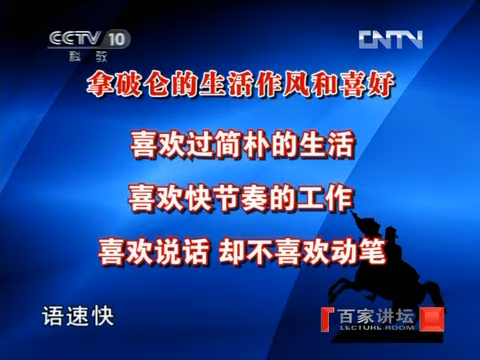 CCTV 10
科教
CNTV
拿破仑的生活作风和喜好
喜欢过简朴的生活
喜欢快节奏的工作
喜欢说话 却不喜欢动笔
语速快
百家讲坛
LECTURE ROOM